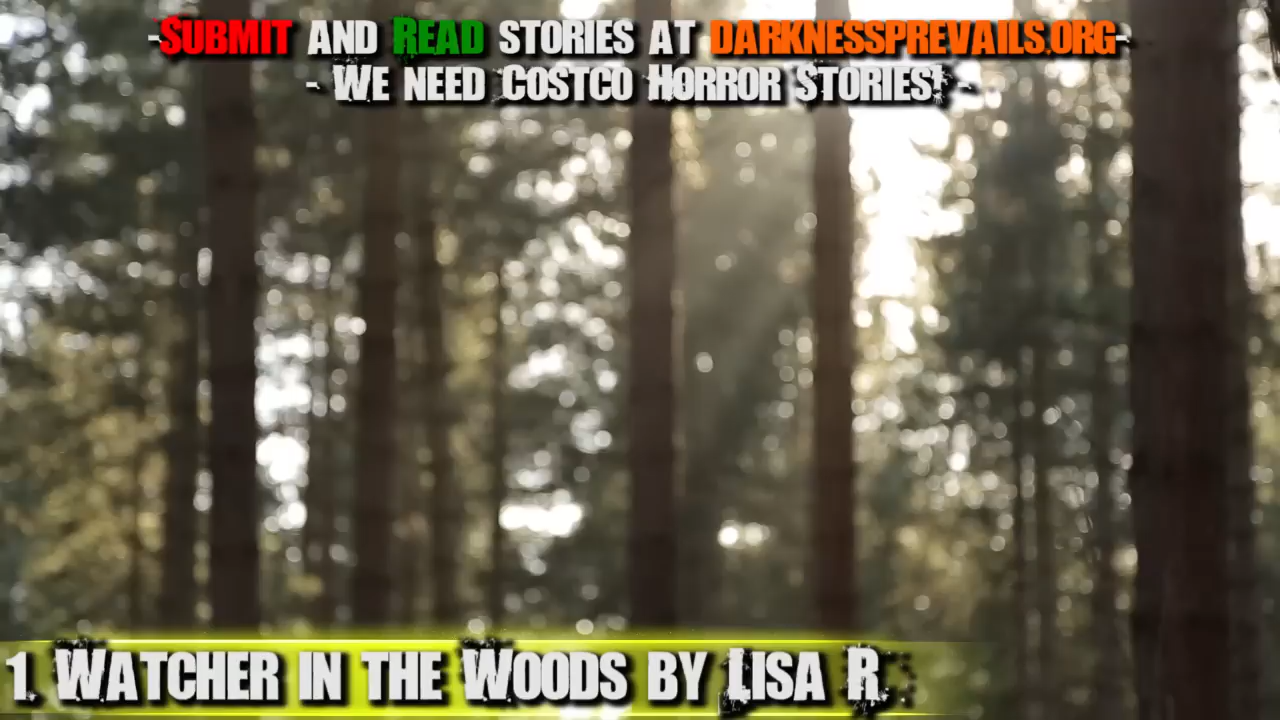 -Submit and Read stories at darknessprevails.org-
- We need Costco Horror Stories! -
1. Watcher in the Woods by Lisa R.